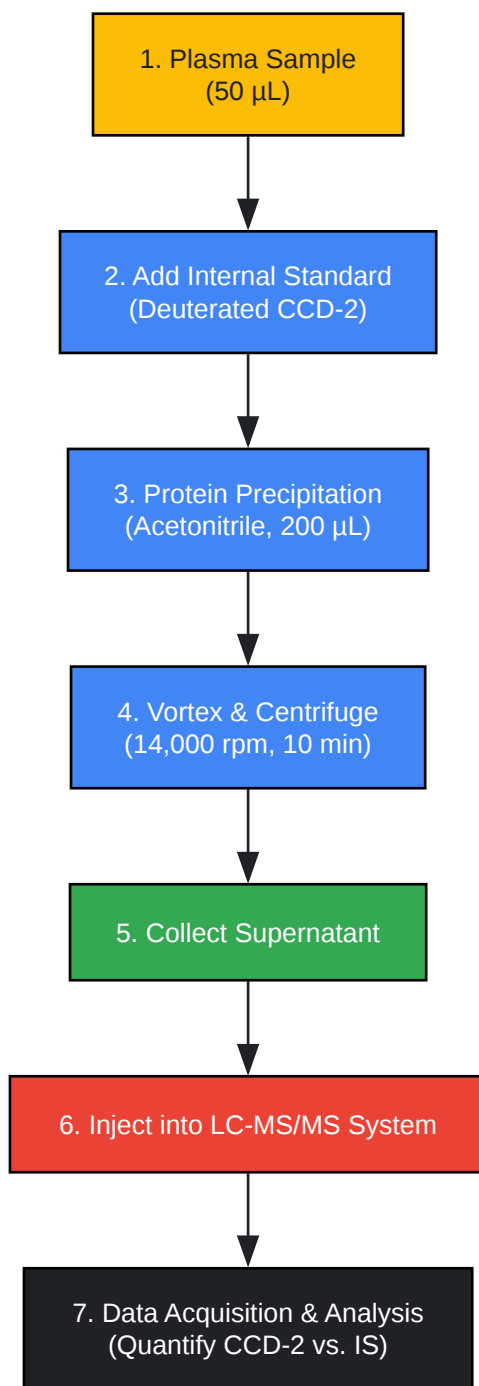 1. Plasma Sample
(50 µL)
2. Add Internal Standard
(Deuterated CCD-2)
3. Protein Precipitation
(Acetonitrile, 200 µL)
4. Vortex & Centrifuge
(14,000 rpm, 10 min)
5. Collect Supernatant
6. Inject into LC-MS/MS System
7. Data Acquisition & Analysis
(Quantify CCD-2 vs. IS)